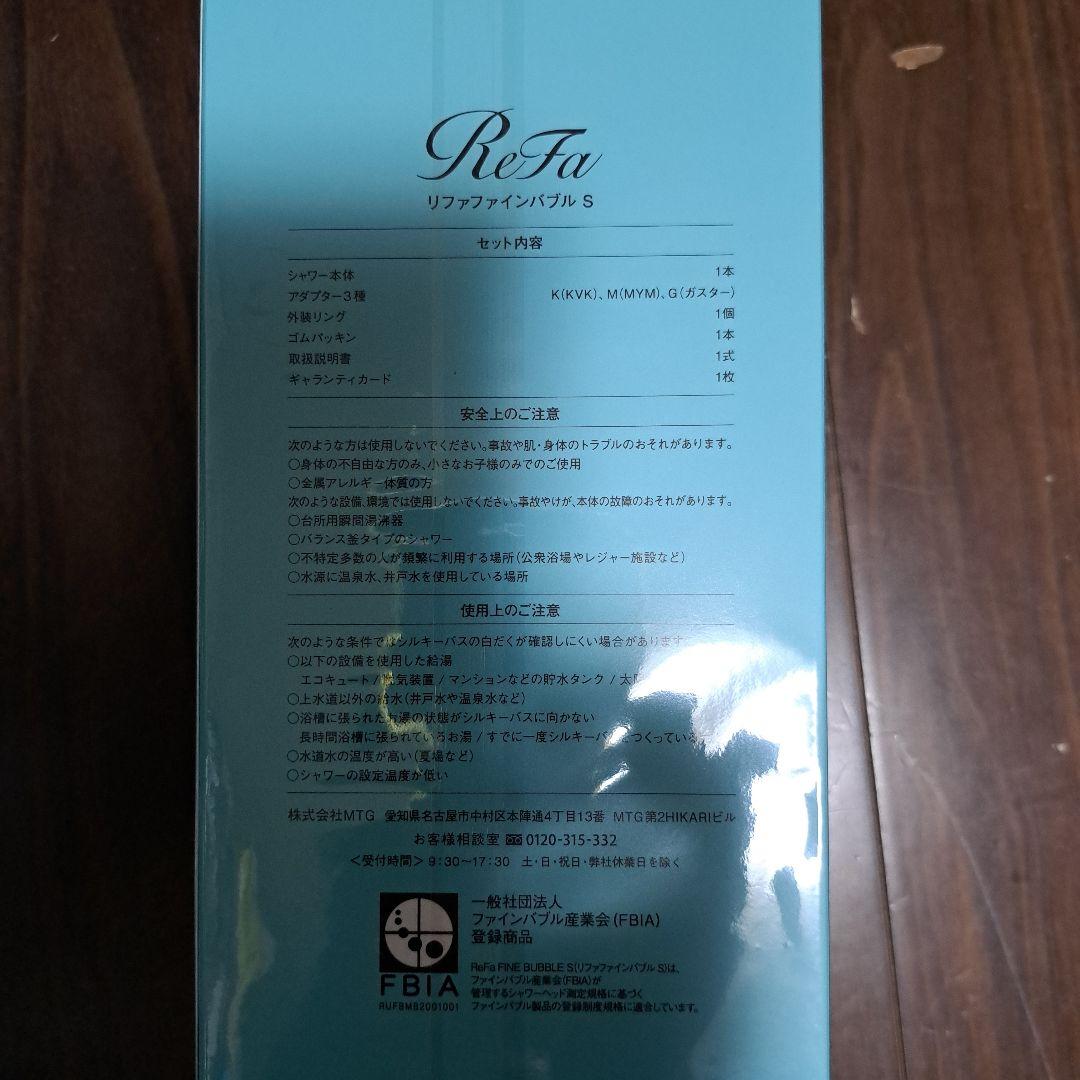 ReFa
リファファインバブル S
セット内容
シャワー本体 1本
アダプター3種 K(KVK)、M(MYM)、G(ガスター)
外装リング 1個
ゴムパッキン 1本
取扱説明書 1式
ギャランティカード 1枚
安全上のご注意
次のような方は使用しないでください。事故や肌・身体のトラブルのおそれがあります。
○身体の不自由な方のみ、小さなお子様のみでのご使用
○金属アレルギー体質の方
次のような設備、環境では使用しないでください。事故やけが、本体の故障のおそれがあります。
○台所用瞬間湯沸器
○バランス釜タイプのシャワー
○不特定多数の人が頻繁に利用する場所(公衆浴場やレジャー施設など)
○水源に温泉水、井戸水を使用している場所
使用上のご注意
次のような条件ではシルキーバスの白だくが確認しにくい場合があります。
○以下の設備を使用した給湯
エコキュート / 気装置 / マンションなどの貯水タンク / 太
○上水道以外の給水(井戸水や温泉水など)
○浴槽に張られたお湯の状態がシルキーバスに向かない
長時間浴槽に張られているお湯 / すでに一度シルキーバ つくっている
○水道水の温度が高い(夏場など)
○シャワーの設定温度が低い
株式会社MTG 愛知県名古屋市中村区本陣通4丁目13番 MTG第2HIKARIビル
お客様相談室 0120-315-332
<受付時間> 9:30〜17:30 土・日・祝日・弊社休業日を除く
一般社団法人
ファインバブル産業会(FBIA)
登録商品
FBIA
RUFBMB2001001
ReFa FINE BUBBLE S(リファファインバブル S)は、
ファインバブル産業会(FBIA)が
管理するシャワーヘッド測定規格に基づく
ファインバブル製品の登録制度規格に適合しています。